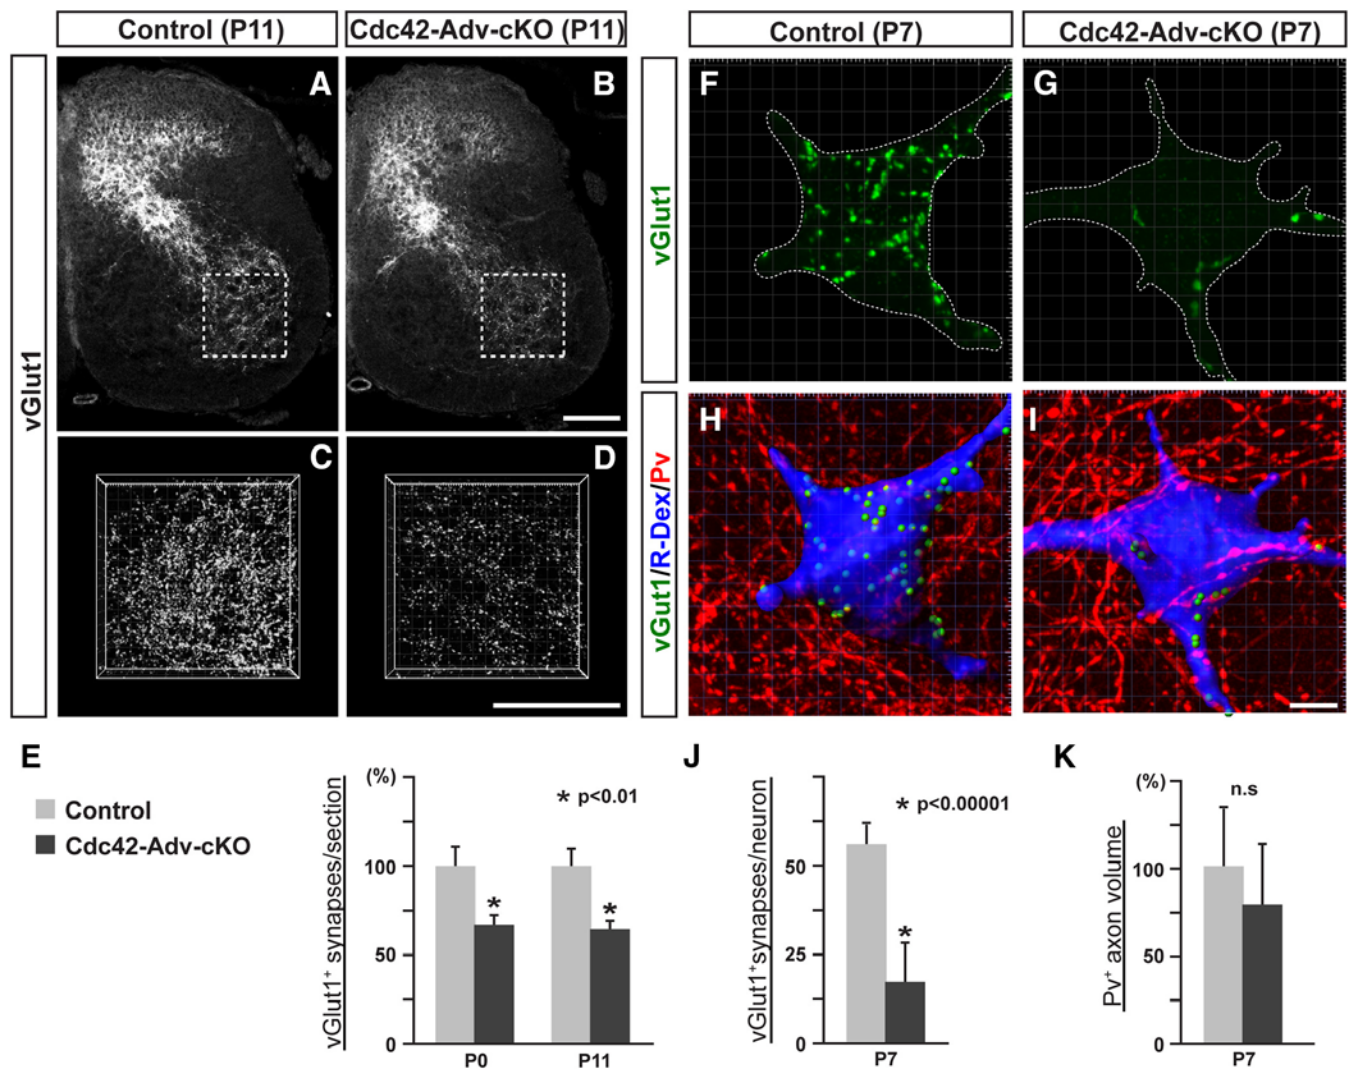 Control (P11)
Cdc42-Adv-cKO (P11)
Control (P7)
Cdc42-Adv-cKO (P7)
vGlut1
A
B
C
D
vGlut1
F
G
vGut1/R-Dex/Pv
H
I
E
Control
Cdc42-Adv-cKO
vGlut1+ synapses/section
(%)
* p<0.01
100
50
0
*
*
P0
P11
J
vGlut1+synapses/neuron
* p<0.00001
50
25
0
*
P7
K
Pv+ axon volume
(%)
n.s
100
50
0
P7